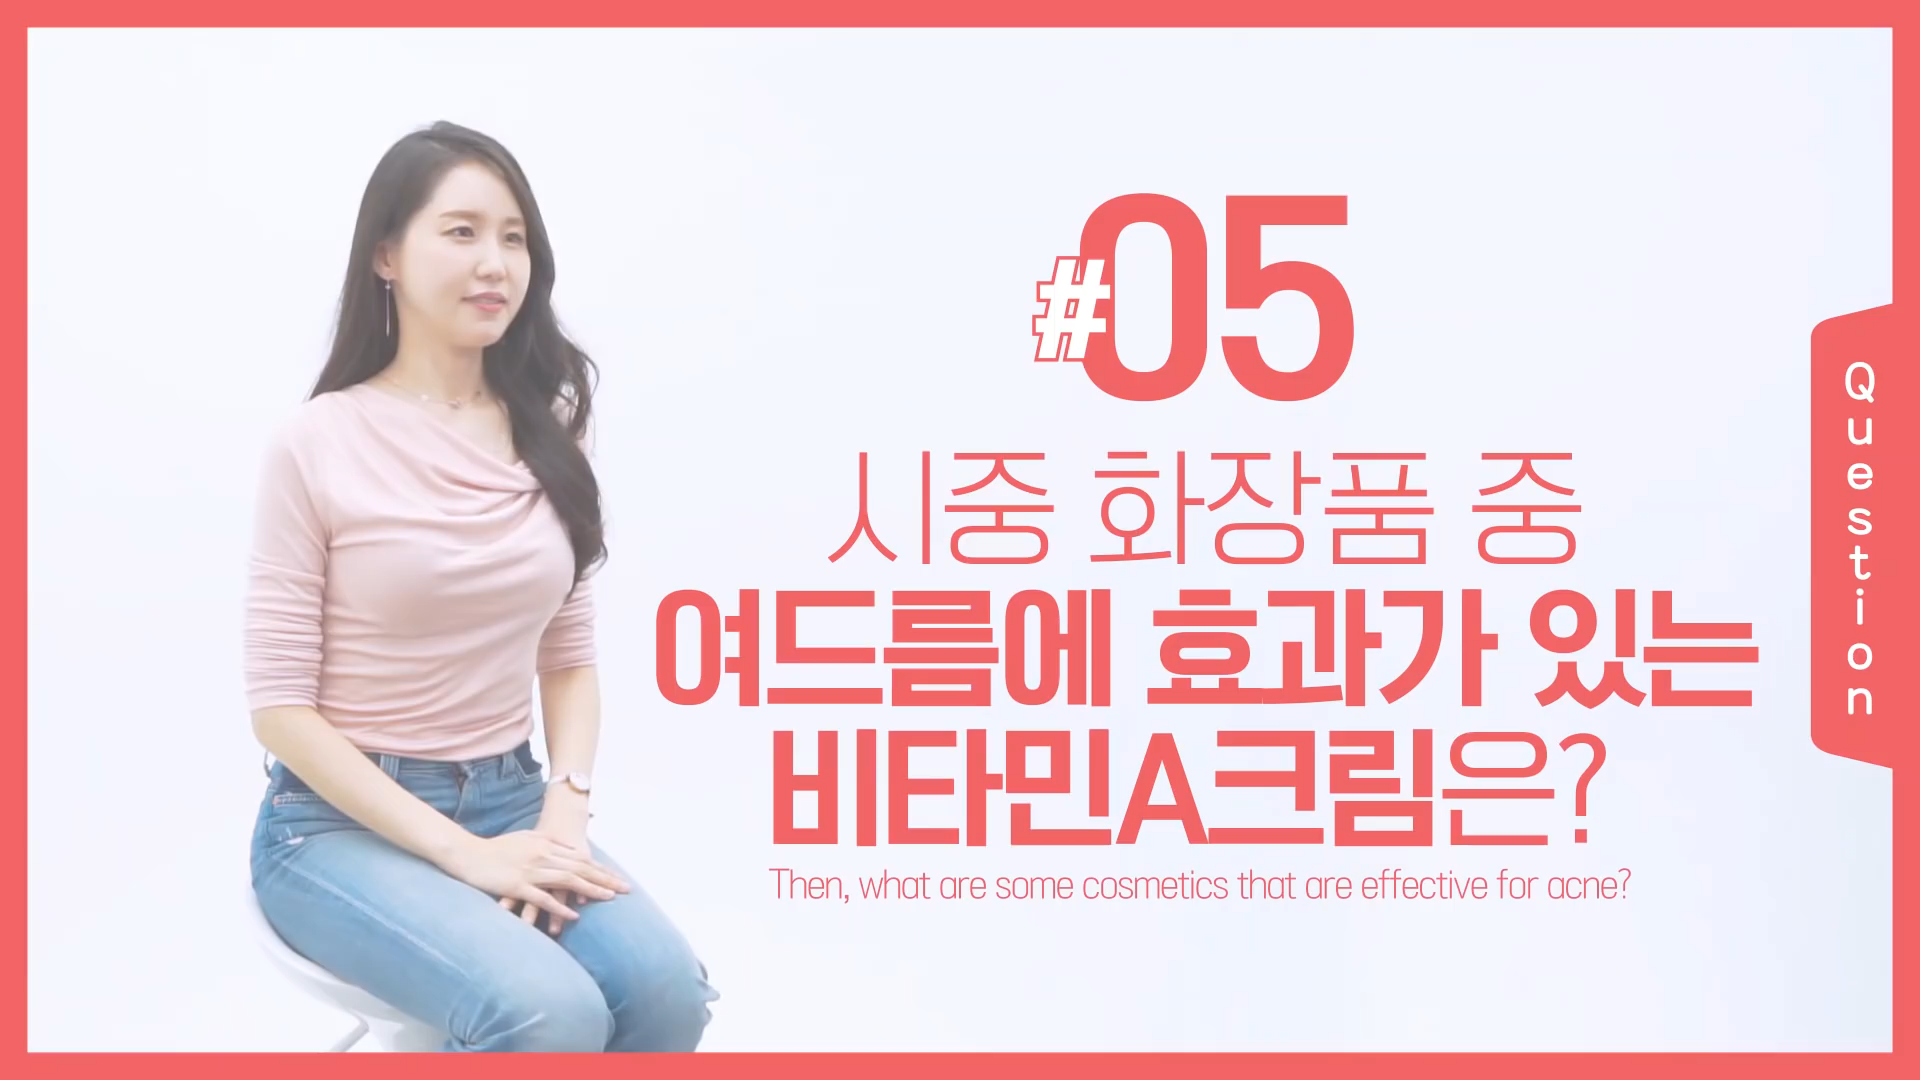 #05
시중 화장품 중
여드름에 효과가 있는
비타민A크림은?
Then, what are some cosmetics that are effective for acne?
Question